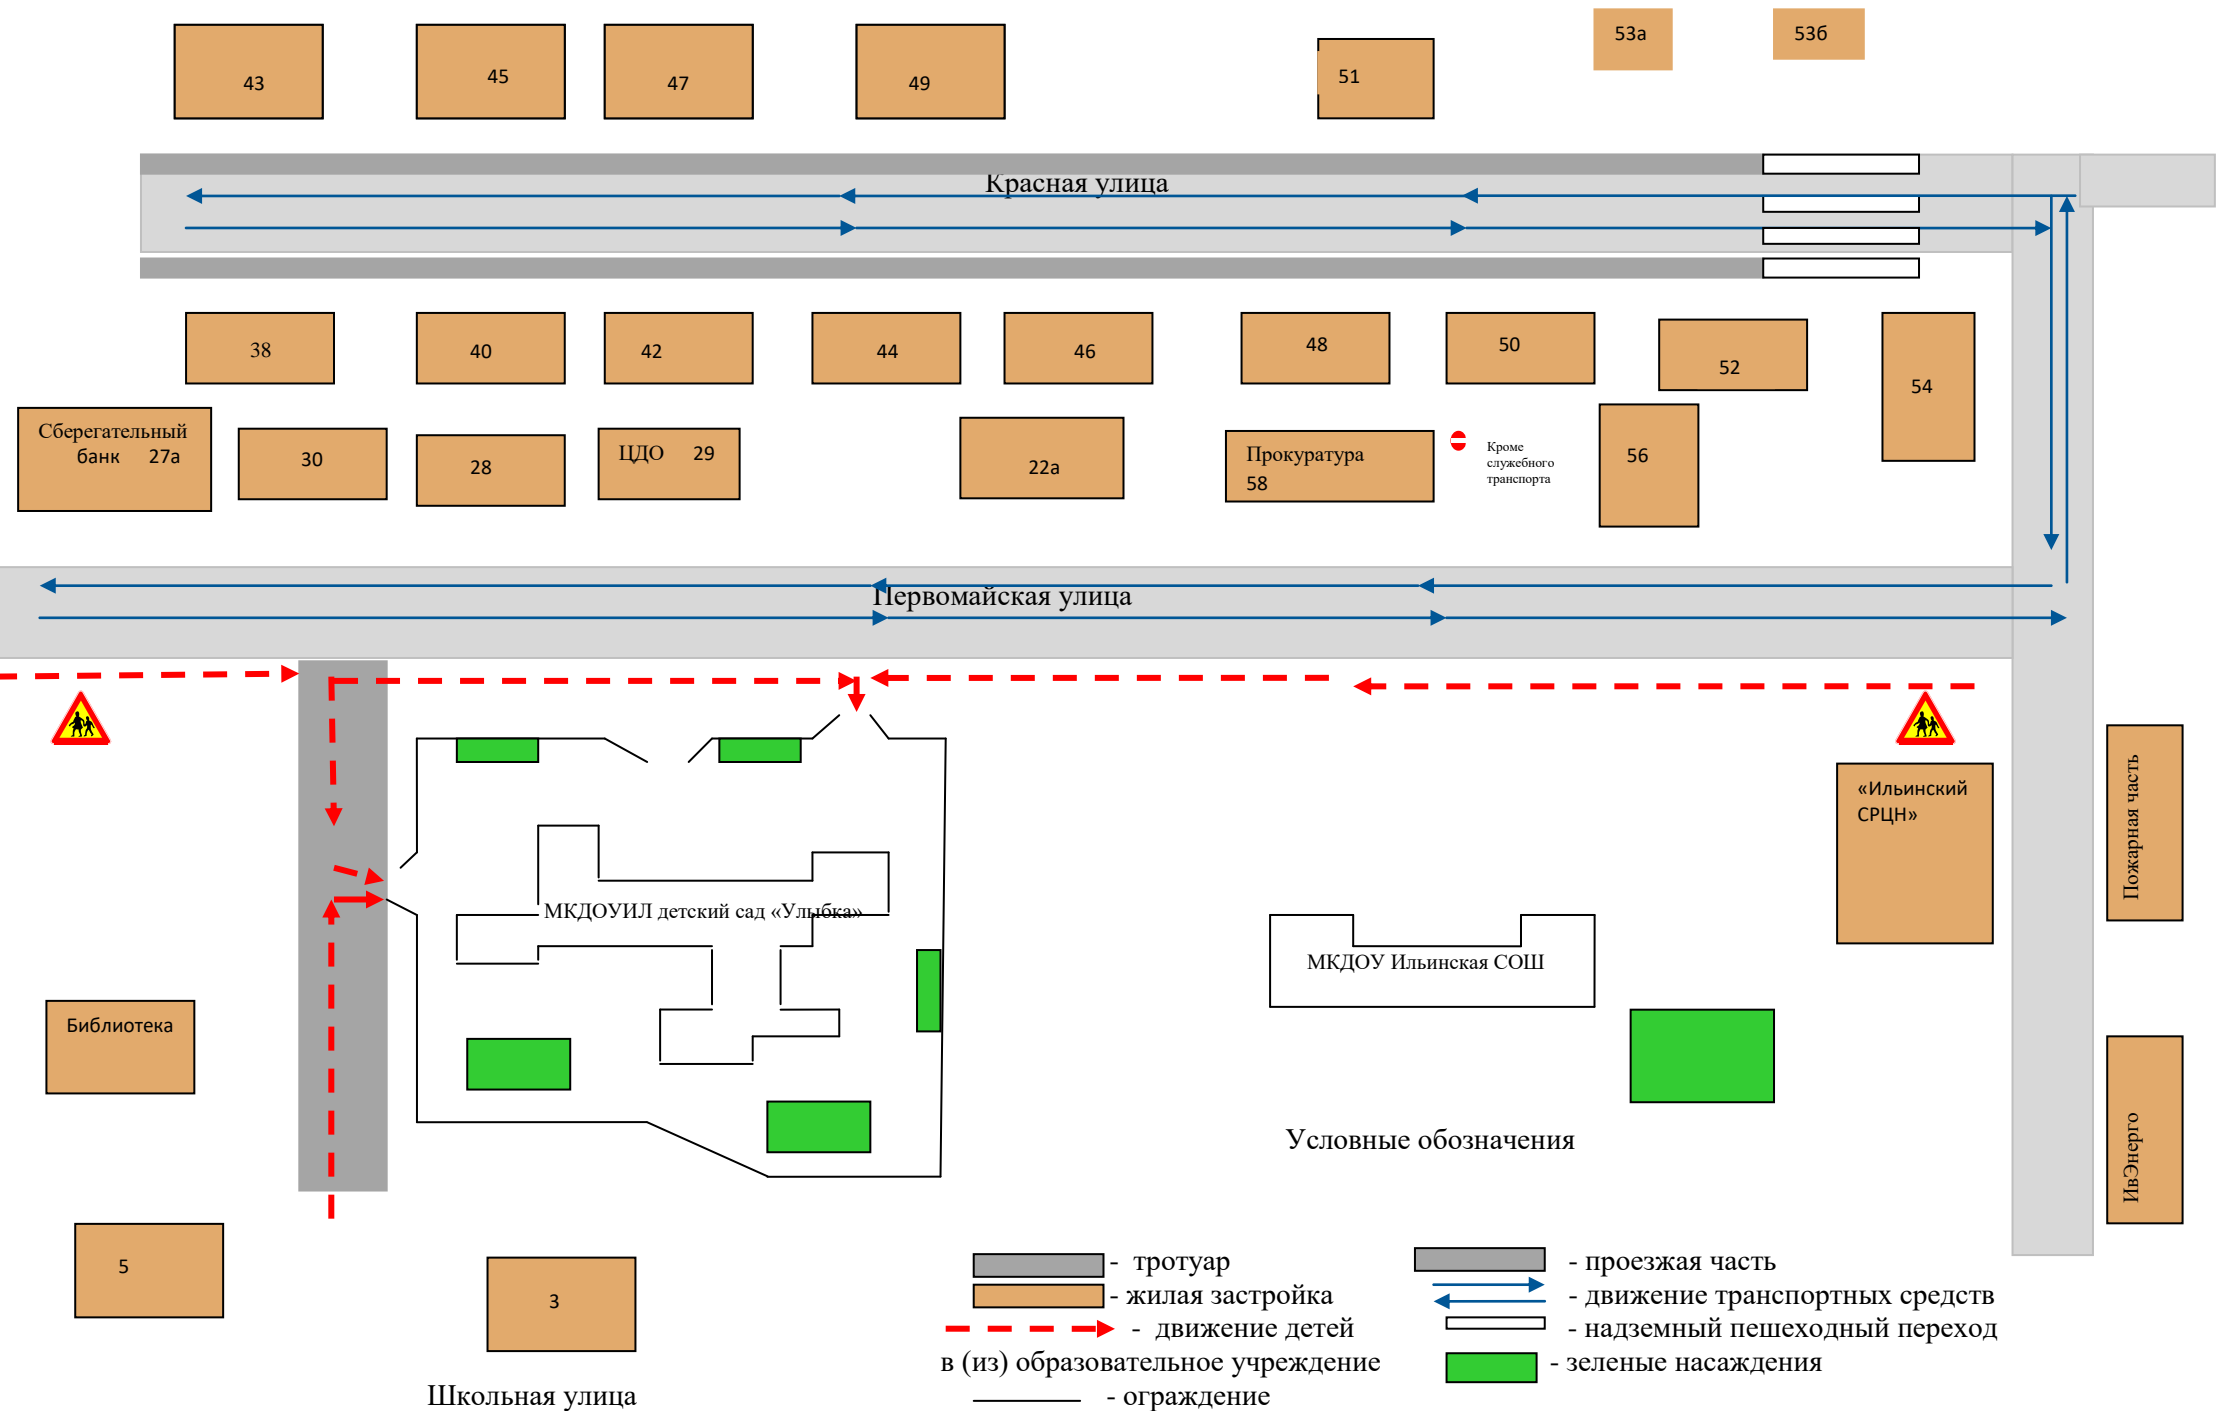 53а
53б
43
45
47
49
51
Красная улица
38
40
42
44
46
48
50
52
54
Сберегательный
банк 27а
30
28
ЦДО 29
22а
Прокуратура
58
Кроме
служебного
транспорта
56
Первомайская улица
«Ильинский
СРЦН»
Пожарная часть
МКДОУИЛ детский сад «Улыбка»
МКДОУ Ильинская СОШ
Библиотека
Условные обозначения
ИвЭнерго
5
3
- тротуар
- проезжая часть
- жилая застройка
- движение транспортных средств
- движение детей
в (из) образовательное учреждение
- надземный пешеходный переход
- зеленые насаждения
- ограждение
Школьная улица